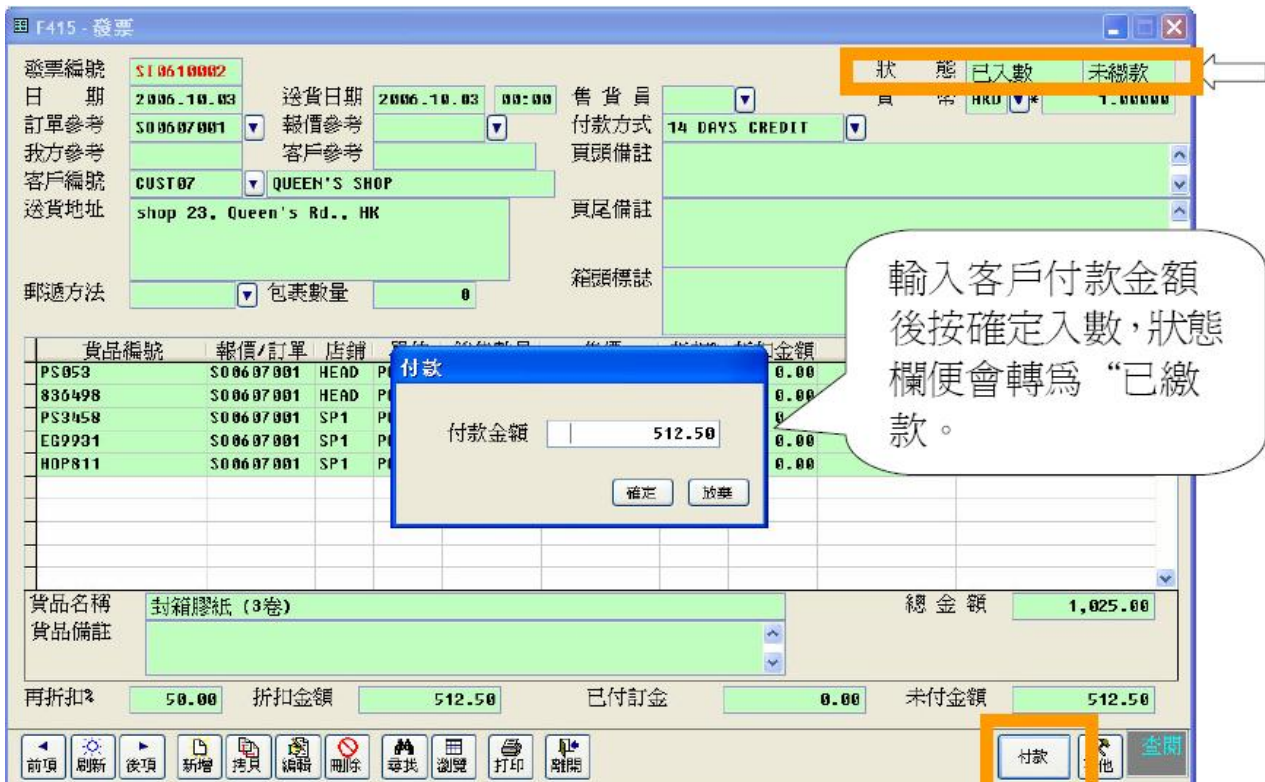 F415 - 發票
發票編號 SI0610002 狀態 已入數 未繳款
日期 2006.10.03 送貨日期 2006.10.03 00:00 售貨員 貨幣 HKD * 1.00000
訂單參考 SO0607001 報價參考 付款方式 14 DAYS CREDIT
我方參考 客戶參考 頁頭備註
客戶編號 CUST07 QUEEN'S SHOP
送貨地址 shop 23, Queen's Rd., HK 頁尾備註
郵遞方法 包裹數量 0 箱頭標誌
輸入客戶付款金額
後按確定入數,狀態
欄便會轉為“已繳
款。
貨品編號 報價/訂單 店鋪 金額
PS053 SO0607001 HEAD 0.00
836498 SO0607001 HEAD 0.00
PS3458 SO0607001 SP1
EG9931 SO0607001 SP1 0.00
HOP811 SO0607001 SP1 0.00
付款
付款金額 512.50
確定 放棄
貨品名稱 封箱膠紙 (3卷) 總金額 1,025.00
貨品備註
再折扣% 50.00 折扣金額 512.50 已付訂金 0.00 未付金額 512.50
前項 刷新 後項 新增 拷貝 編輯 刪除 尋找 瀏覽 打印 離開 付款 其他 查閱